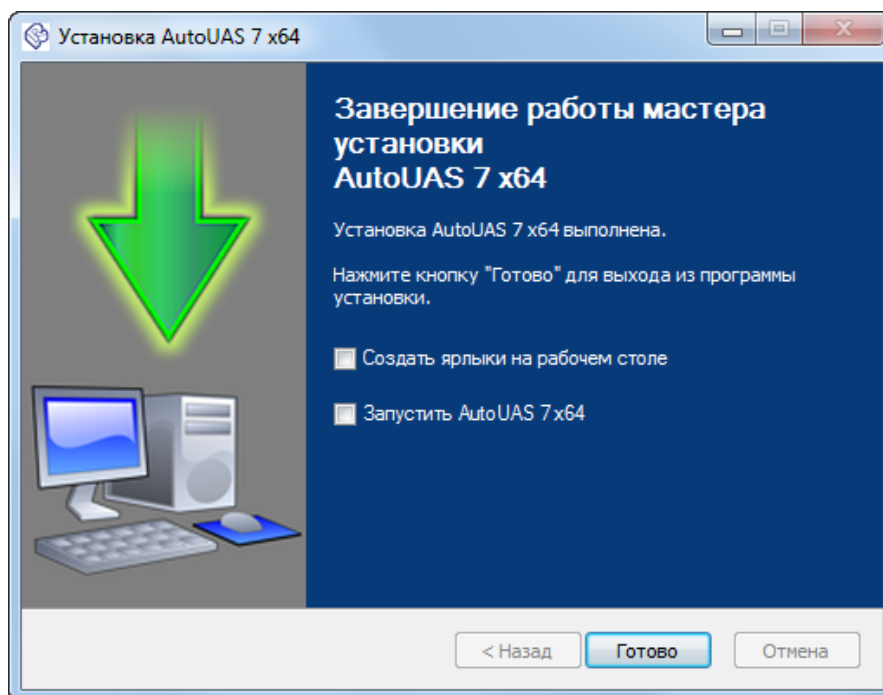 Установка AutoUAS 7 x64
Завершение работы мастера
установки
AutoUAS 7 x64
Установка AutoUAS 7 x64 выполнена.
Нажмите кнопку "Готово" для выхода из программы
установки.
Создать ярлыки на рабочем столе
Запустить AutoUAS 7 x64
< Назад Готово Отмена